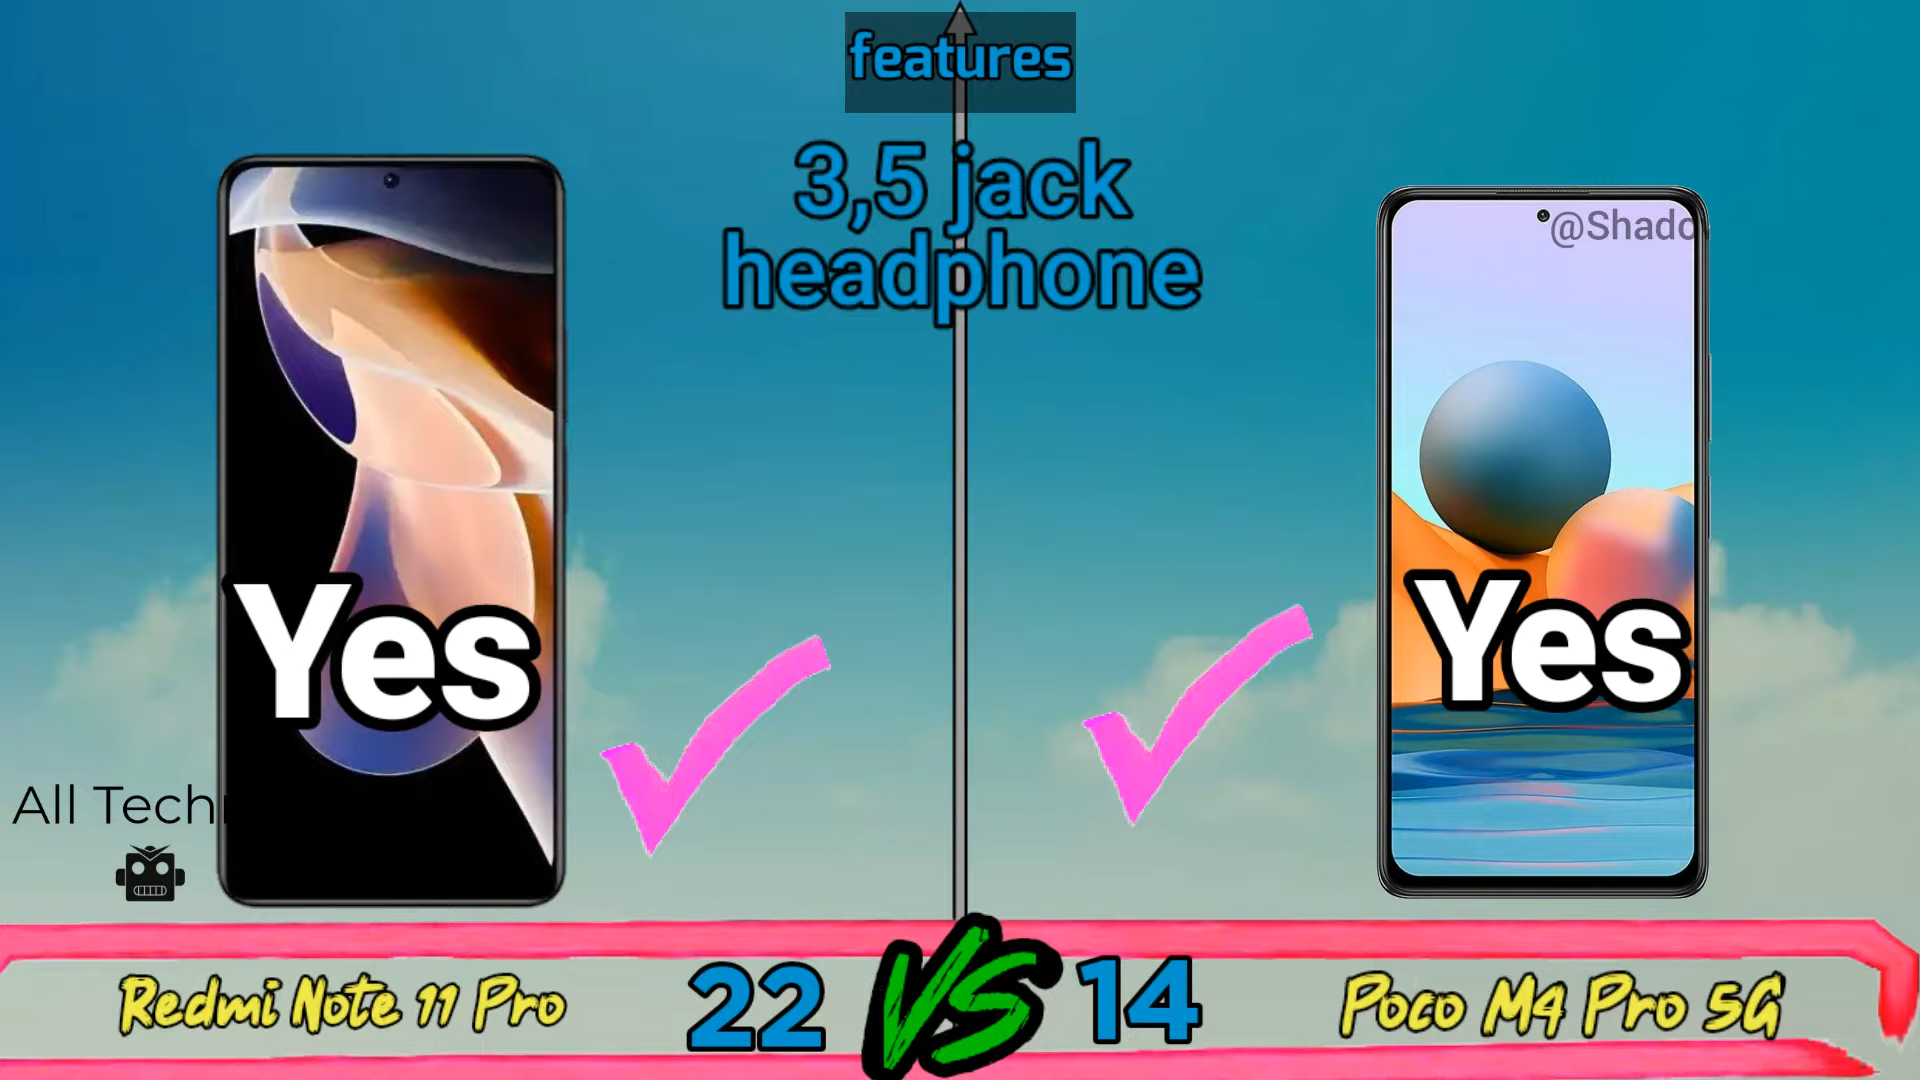 features
3,5 jack
headphone
@Shado
Yes
Yes
All Tech
Redmi Note 11 Pro
22
VS
14
Poco M4 Pro 5G